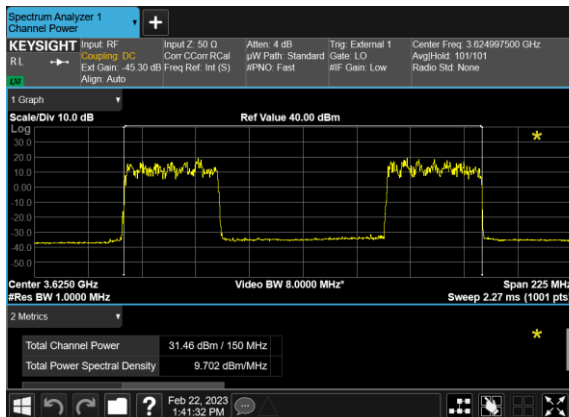 Spectrum Analyzer 1
Channel Power
KEYSIGHT Input: RF Input Z: 50 Ω Atten: 4 dB Trig: External 1 Center Freq: 3.624997500 GHz
RL Coupling: DC Corr CCorr RCal µW Path: Standard Gate: LO Avg|Hold: 101/101
Ext Gain: -45.30 dB Freq Ref: Int (S) #PNO: Fast #IF Gain: Low Radio Std: None
Align: Auto
1 Graph
Scale/Div 10.0 dB Ref Value 40.00 dBm
Log
30.0
20.0
10.0
0.00
-10.0
-20.0
-30.0
-40.0
-50.0
Center 3.6250 GHz Video BW 8.0000 MHz* Span 225 MHz
#Res BW 1.0000 MHz Sweep 2.27 ms (1001 pts)
2 Metrics
Total Channel Power 31.46 dBm / 150 MHz
Total Power Spectral Density 9.702 dBm/MHz
Feb 22, 2023
1:41:32 PM